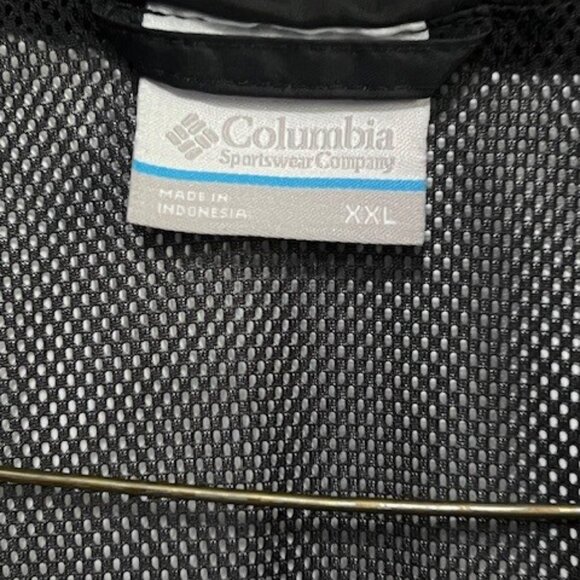 Columbia
Sportswear Company
MADE IN
INDONESIA
XXL